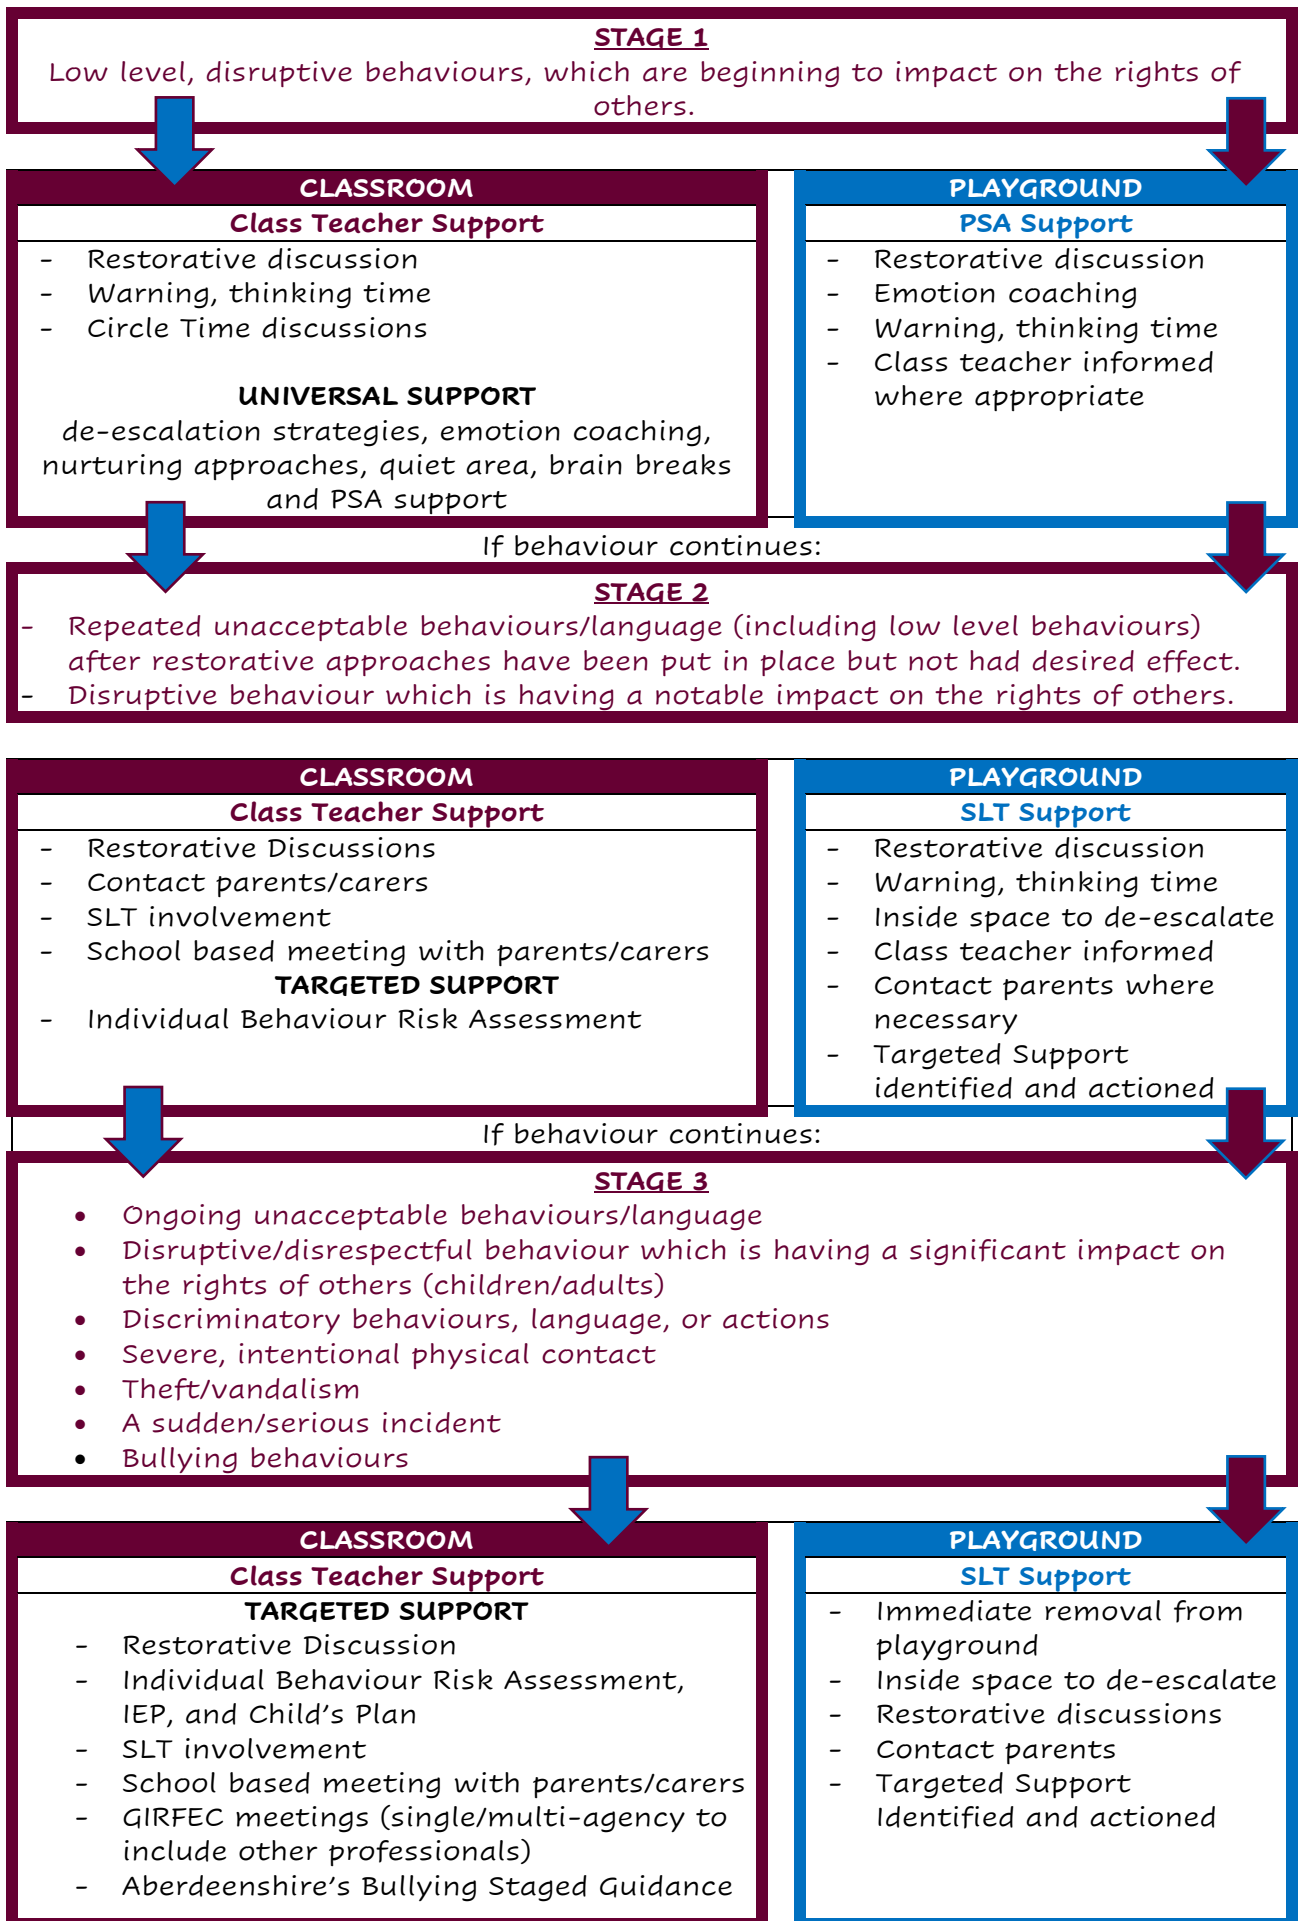 STAGE 1
Low level, disruptive behaviours, which are beginning to impact on the rights of
others.
CLASSROOM
Class Teacher Support
- Restorative discussion
- Warning, thinking time
- Circle Time discussions
UNIVERSAL SUPPORT
de-escalation strategies, emotion coaching,
nurturing approaches, quiet area, brain breaks
and PSA support
PLAYGROUND
PSA Support
- Restorative discussion
- Emotion coaching
- Warning, thinking time
- Class teacher informed
where appropriate
If behaviour continues:
STAGE 2
- Repeated unacceptable behaviours/language (including low level behaviours)
after restorative approaches have been put in place but not had desired effect.
- Disruptive behaviour which is having a notable impact on the rights of others.
CLASSROOM
Class Teacher Support
- Restorative Discussions
- Contact parents/carers
- SLT involvement
- School based meeting with parents/carers
TARGETED SUPPORT
- Individual Behaviour Risk Assessment
PLAYGROUND
SLT Support
- Restorative discussion
- Warning, thinking time
- Inside space to de-escalate
- Class teacher informed
- Contact parents where
necessary
- Targeted Support
identified and actioned
If behaviour continues:
STAGE 3
• Ongoing unacceptable behaviours/language
• Disruptive/disrespectful behaviour which is having a significant impact on
the rights of others (children/adults)
• Discriminatory behaviours, language, or actions
• Severe, intentional physical contact
• Theft/vandalism
• A sudden/serious incident
• Bullying behaviours
CLASSROOM
Class Teacher Support
TARGETED SUPPORT
- Restorative Discussion
- Individual Behaviour Risk Assessment,
IEP, and Child's Plan
- SLT involvement
- School based meeting with parents/carers
- GIRFEC meetings (single/multi-agency to
include other professionals)
- Aberdeenshire's Bullying Staged Guidance
PLAYGROUND
SLT Support
- Immediate removal from
playground
- Inside space to de-escalate
- Restorative discussions
- Contact parents
- Targeted Support
Identified and actioned